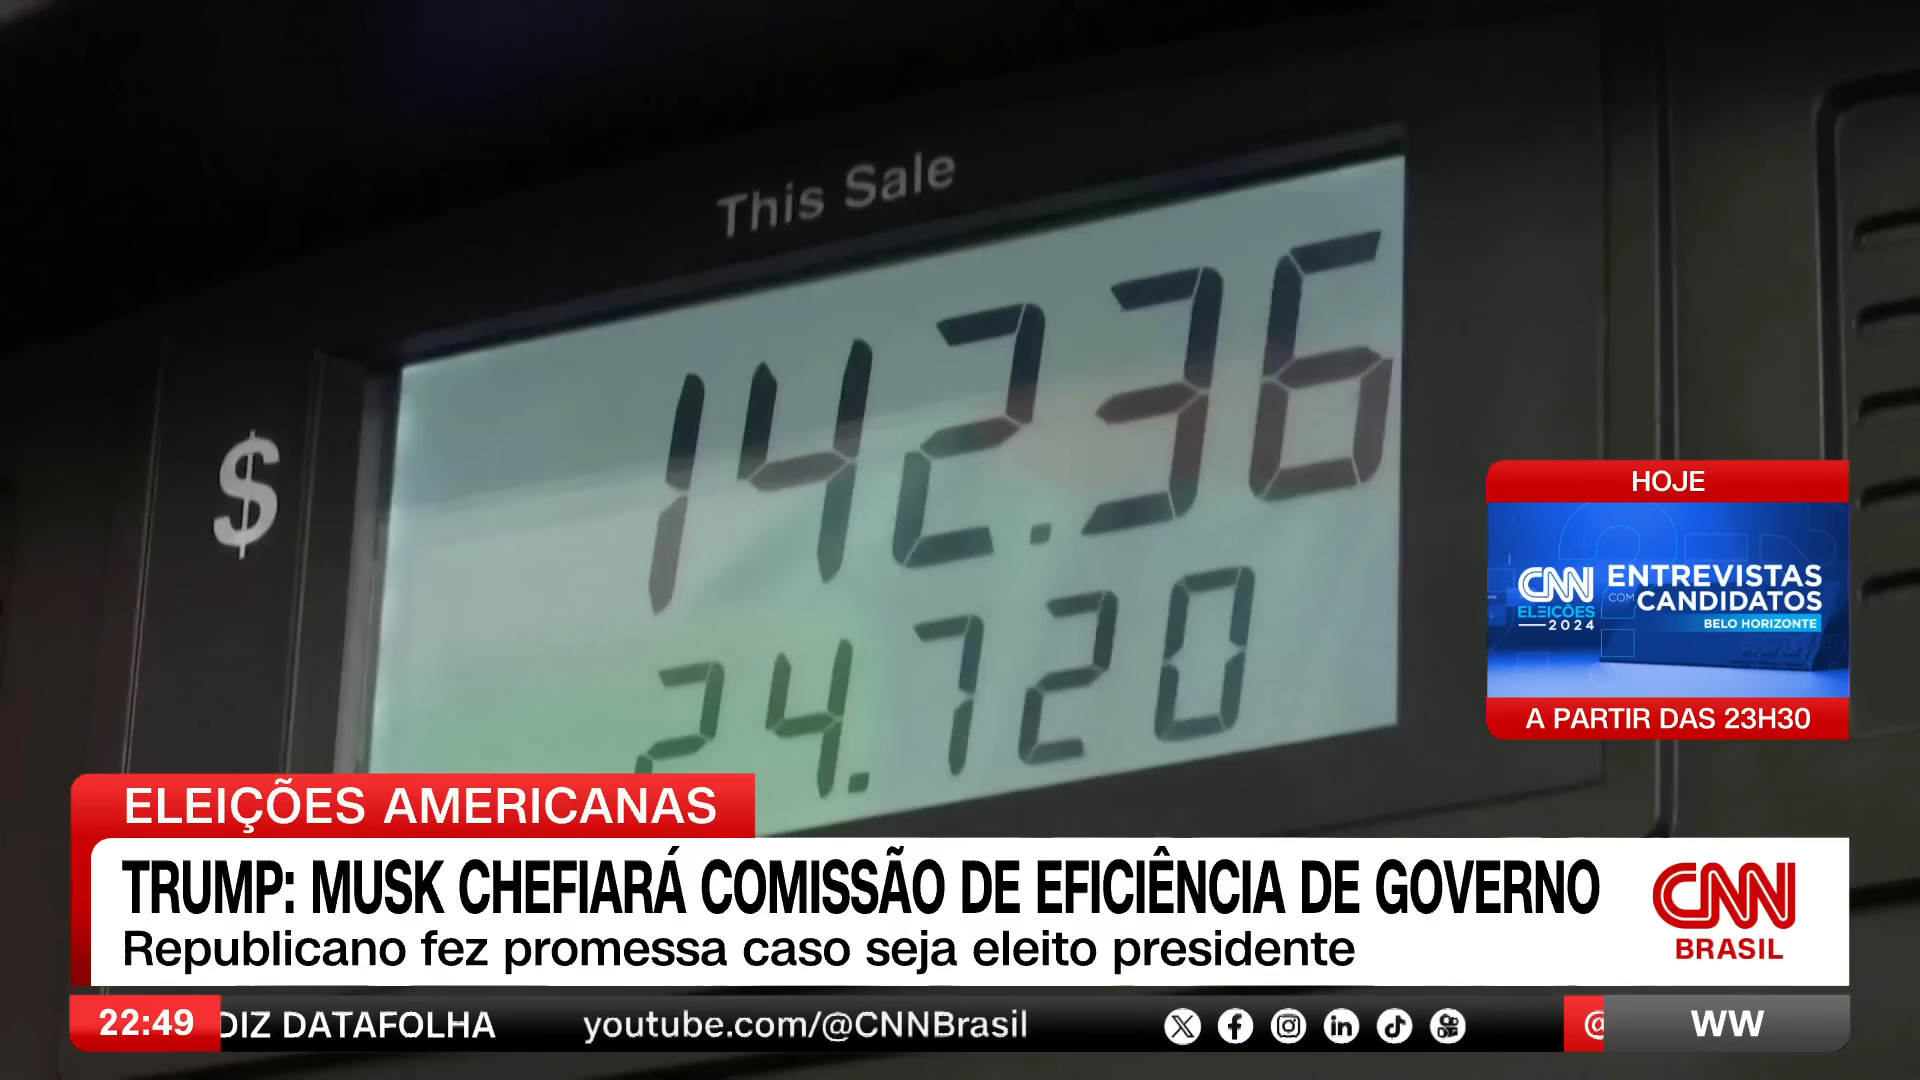 This Sale
$
142.36
24.720
HOJE
CNN
ELEIÇÕES
2024
ENTREVISTAS
COM CANDIDATOS
BELO HORIZONTE
A PARTIR DAS 23H30
ELEIÇÕES AMERICANAS
TRUMP: MUSK CHEFIARÁ COMISSÃO DE EFICIÊNCIA DE GOVERNO
Republicano fez promessa caso seja eleito presidente
CNN
BRASIL
22:49
DIZ DATAFOLHA
youtube.com/@CNNBrasil
@
WW